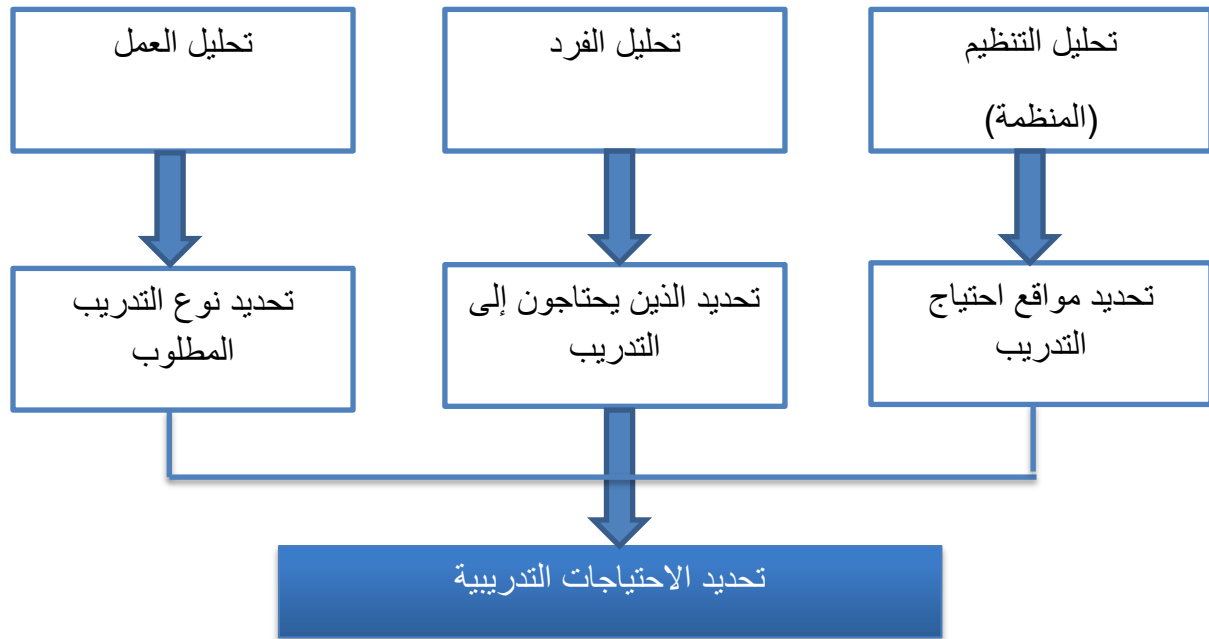 تحليل التنظيم
(المنظمة)
تحليل الفرد
تحليل العمل
تحديد مواقع احتياج
التدريب
تحديد الذين يحتاجون إلى
التدريب
تحديد نوع التدريب
المطلوب
تحديد الاحتياجات التدريبية